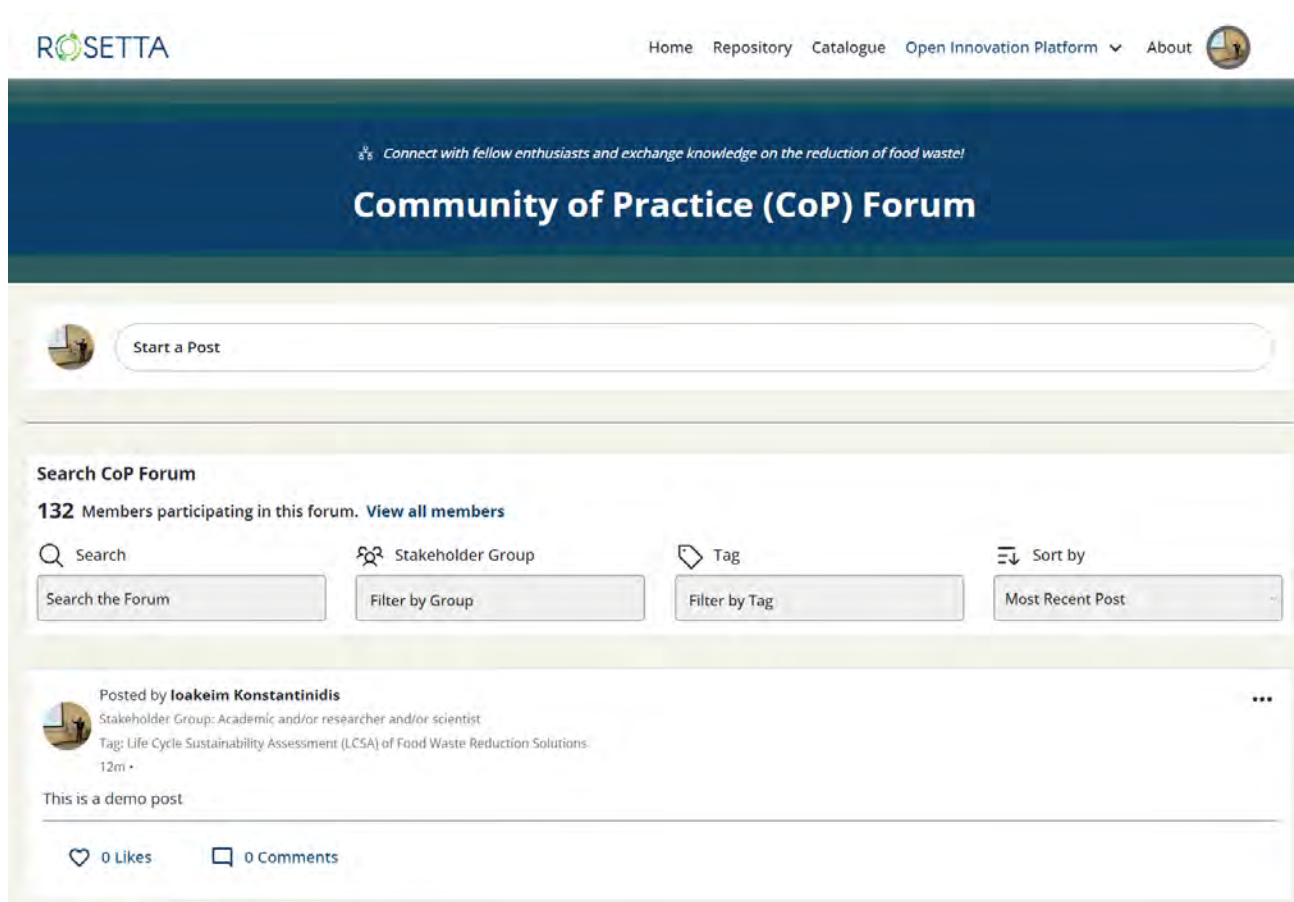 ROSETTA
Home Repository Catalogue Open Innovation Platform About
Connect with fellow enthusiasts and exchange knowledge on the reduction of food waste!
Community of Practice (CoP) Forum
Start a Post
Search CoP Forum
132 Members participating in this forum. View all members
Search Stakeholder Group Tag Sort by
Search the Forum Filter by Group Filter by Tag Most Recent Post
Posted by Ioakeim Konstantinidis
Stakeholder Group: Academic and/or researcher and/or scientist
Tag: Life Cycle Sustainability Assessment (LCSA) of Food Waste Reduction Solutions
12m •
This is a demo post
0 Likes 0 Comments